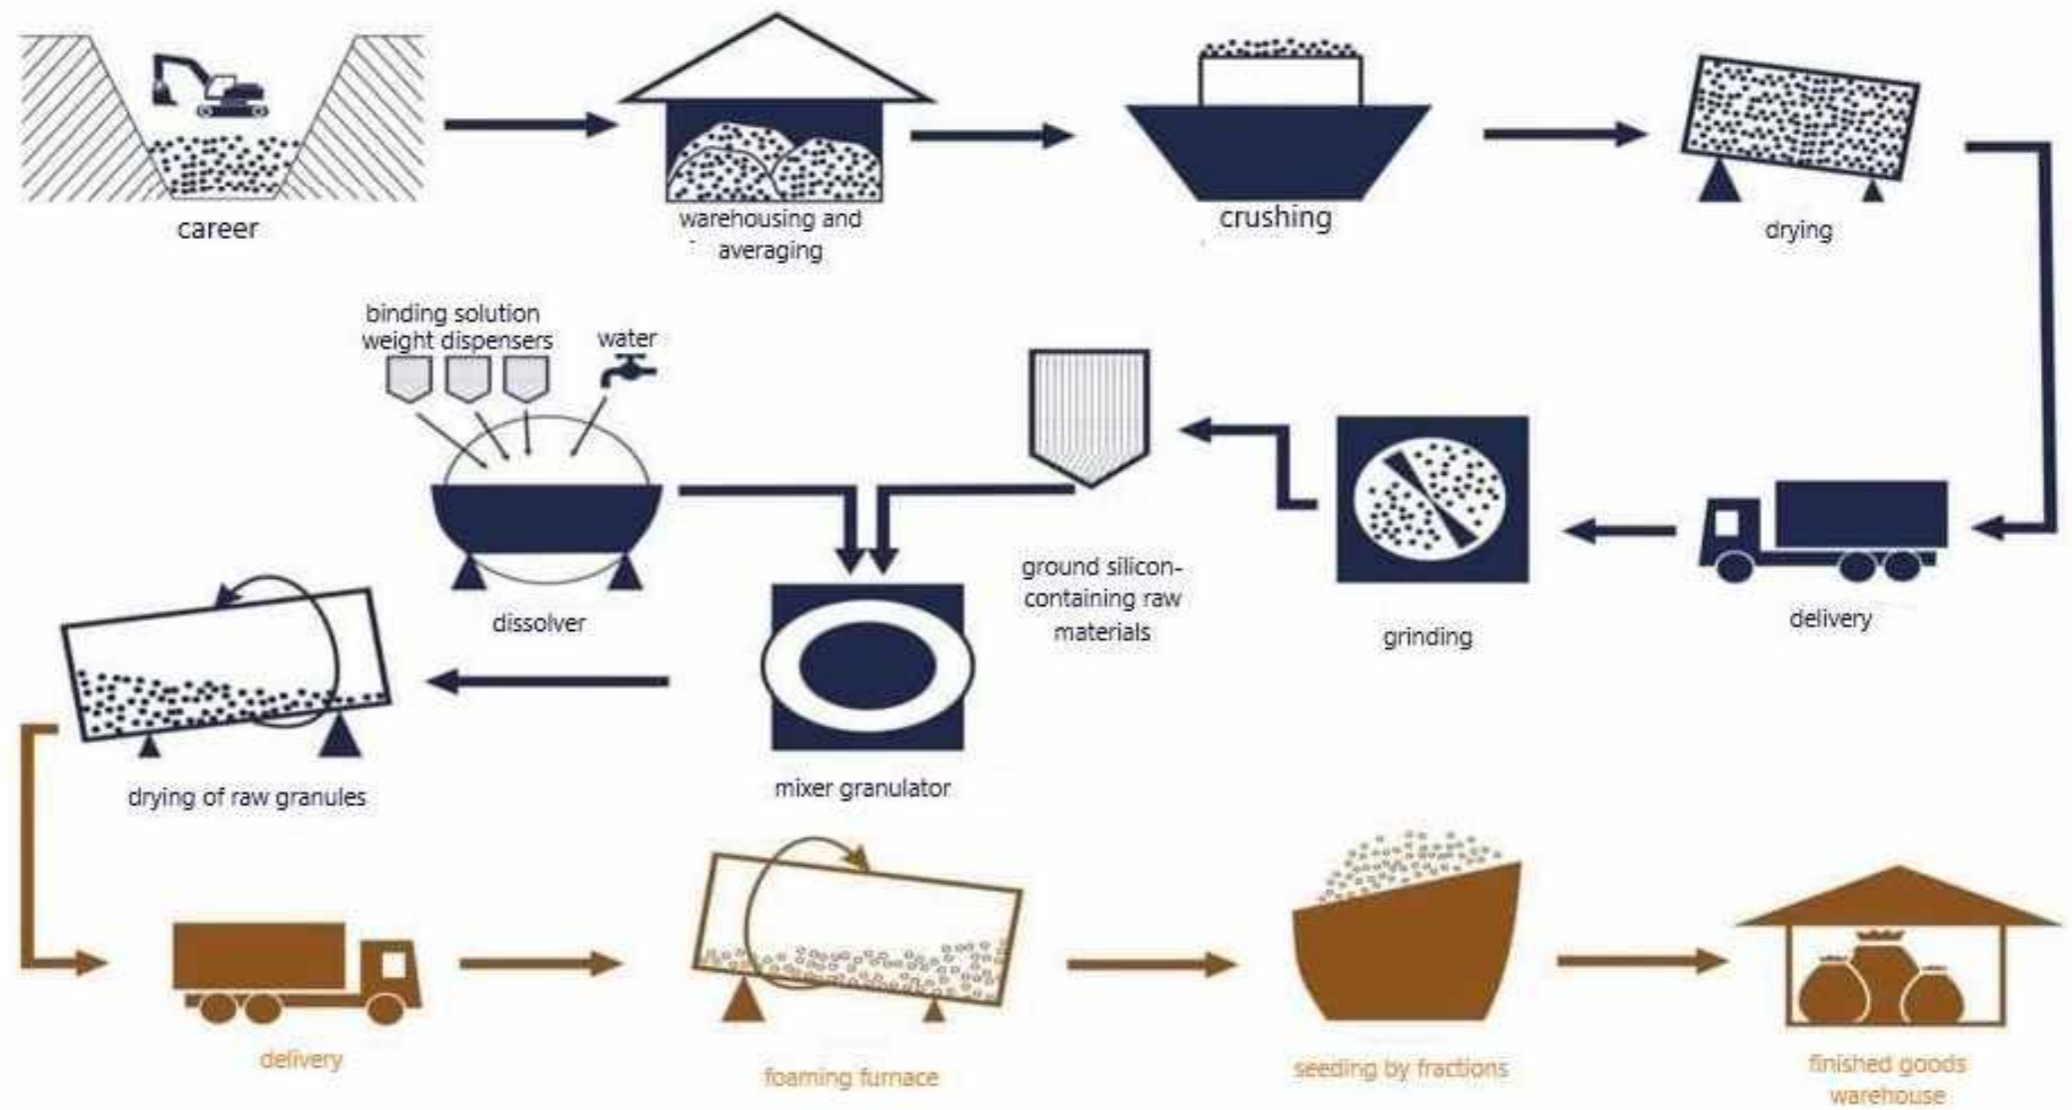 career
warehousing and
averaging
crushing
drying
binding solution
weight dispensers
water
dissolver
ground silicon-
containing raw
materials
grinding
delivery
drying of raw granules
mixer granulator
delivery
foaming furnace
seeding by fractions
finished goods
warehouse